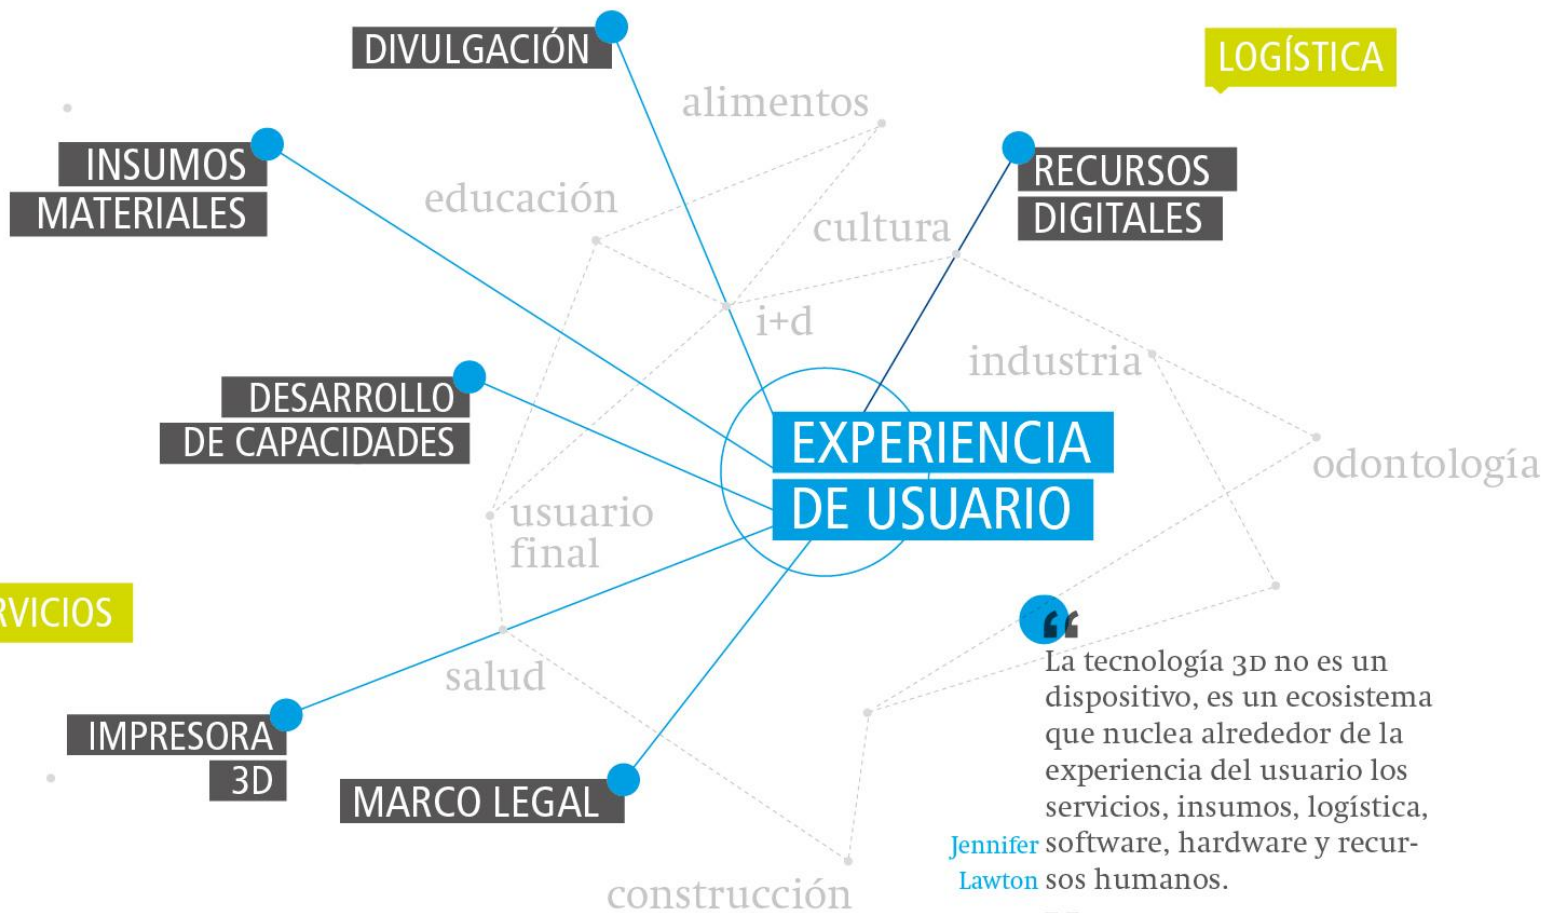 DIVULGACIÓN
LOGÍSTICA
alimentos
INSUMOS
MATERIALES
RECURSOS
DIGITALES
educación
cultura
i+d
industria
DESARROLLO
DE CAPACIDADES
EXPERIENCIA
DE USUARIO
odontología
usuario
final
RVICIOS
salud
IMPRESORA
3D
MARCO LEGAL
construcción
“
La tecnología 3D no es un
dispositivo, es un ecosistema
que nuclea alrededor de la
experiencia del usuario los
servicios, insumos, logística,
software, hardware y recur-
sos humanos.
Jennifer
Lawton